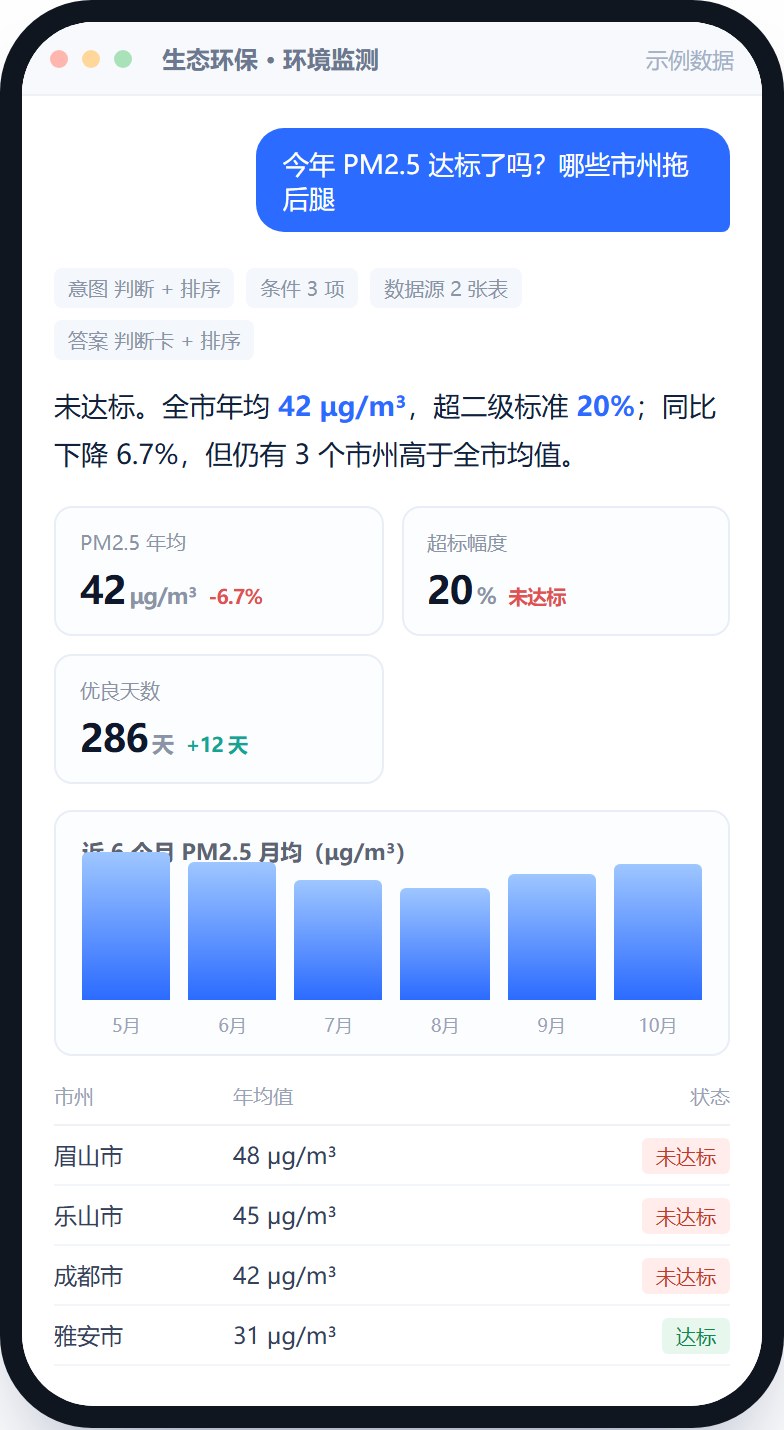 生态环保 • 环境监测
示例数据
今年 PM2.5 达标了吗？哪些市州拖
后腿
意图 判断 + 排序
条件 3 项
数据源 2 张表
答案 判断卡 + 排序
未达标。全市年均 42 μg/m³，超二级标准 20%；同比
下降 6.7%，但仍有 3 个市州高于全市均值。
PM2.5 年均
42 μg/m³ -6.7%
超标幅度
20 % 未达标
优良天数
286 天 +12 天
近 6 个月 PM2.5 月均（μg/m³）
5月
6月
7月
8月
9月
10月
市州 年均值 状态
眉山市 48 μg/m³ 未达标
乐山市 45 μg/m³ 未达标
成都市 42 μg/m³ 未达标
雅安市 31 μg/m³ 达标